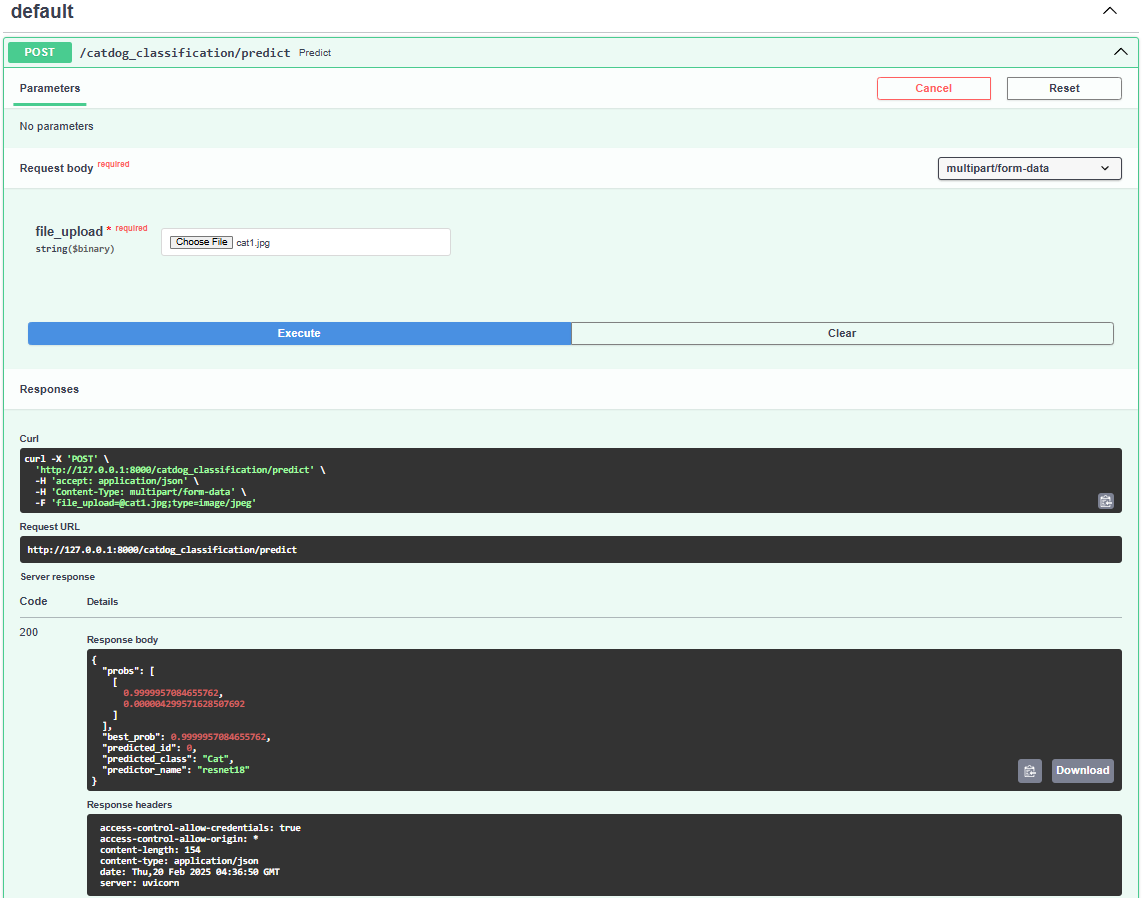 default
POST /catdog_classification/predict Predict
Parameters
Cancel
Reset
No parameters
Request body required
multipart/form-data
file_upload * required
string($binary)
Choose File cat1.jpg
Execute
Clear
Responses
Curl
curl -X 'POST' \
'http://127.0.0.1:8000/catdog_classification/predict' \
-H 'accept: application/json' \
-H 'Content-Type: multipart/form-data' \
-F 'file_upload=@cat1.jpg;type=image/jpeg'
Request URL
http://127.0.0.1:8000/catdog_classification/predict
Server response
Code Details
200
Response body
{
"probs": [
[
0.9999957084655762,
0.000004299571628507692
]
],
"best_prob": 0.9999957084655762,
"predicted_id": 0,
"predicted_class": "Cat",
"predictor_name": "resnet18"
}
Download
Response headers
access-control-allow-credentials: true
access-control-allow-origin: *
content-length: 154
content-type: application/json
date: Thu,20 Feb 2025 04:36:50 GMT
server: uvicorn